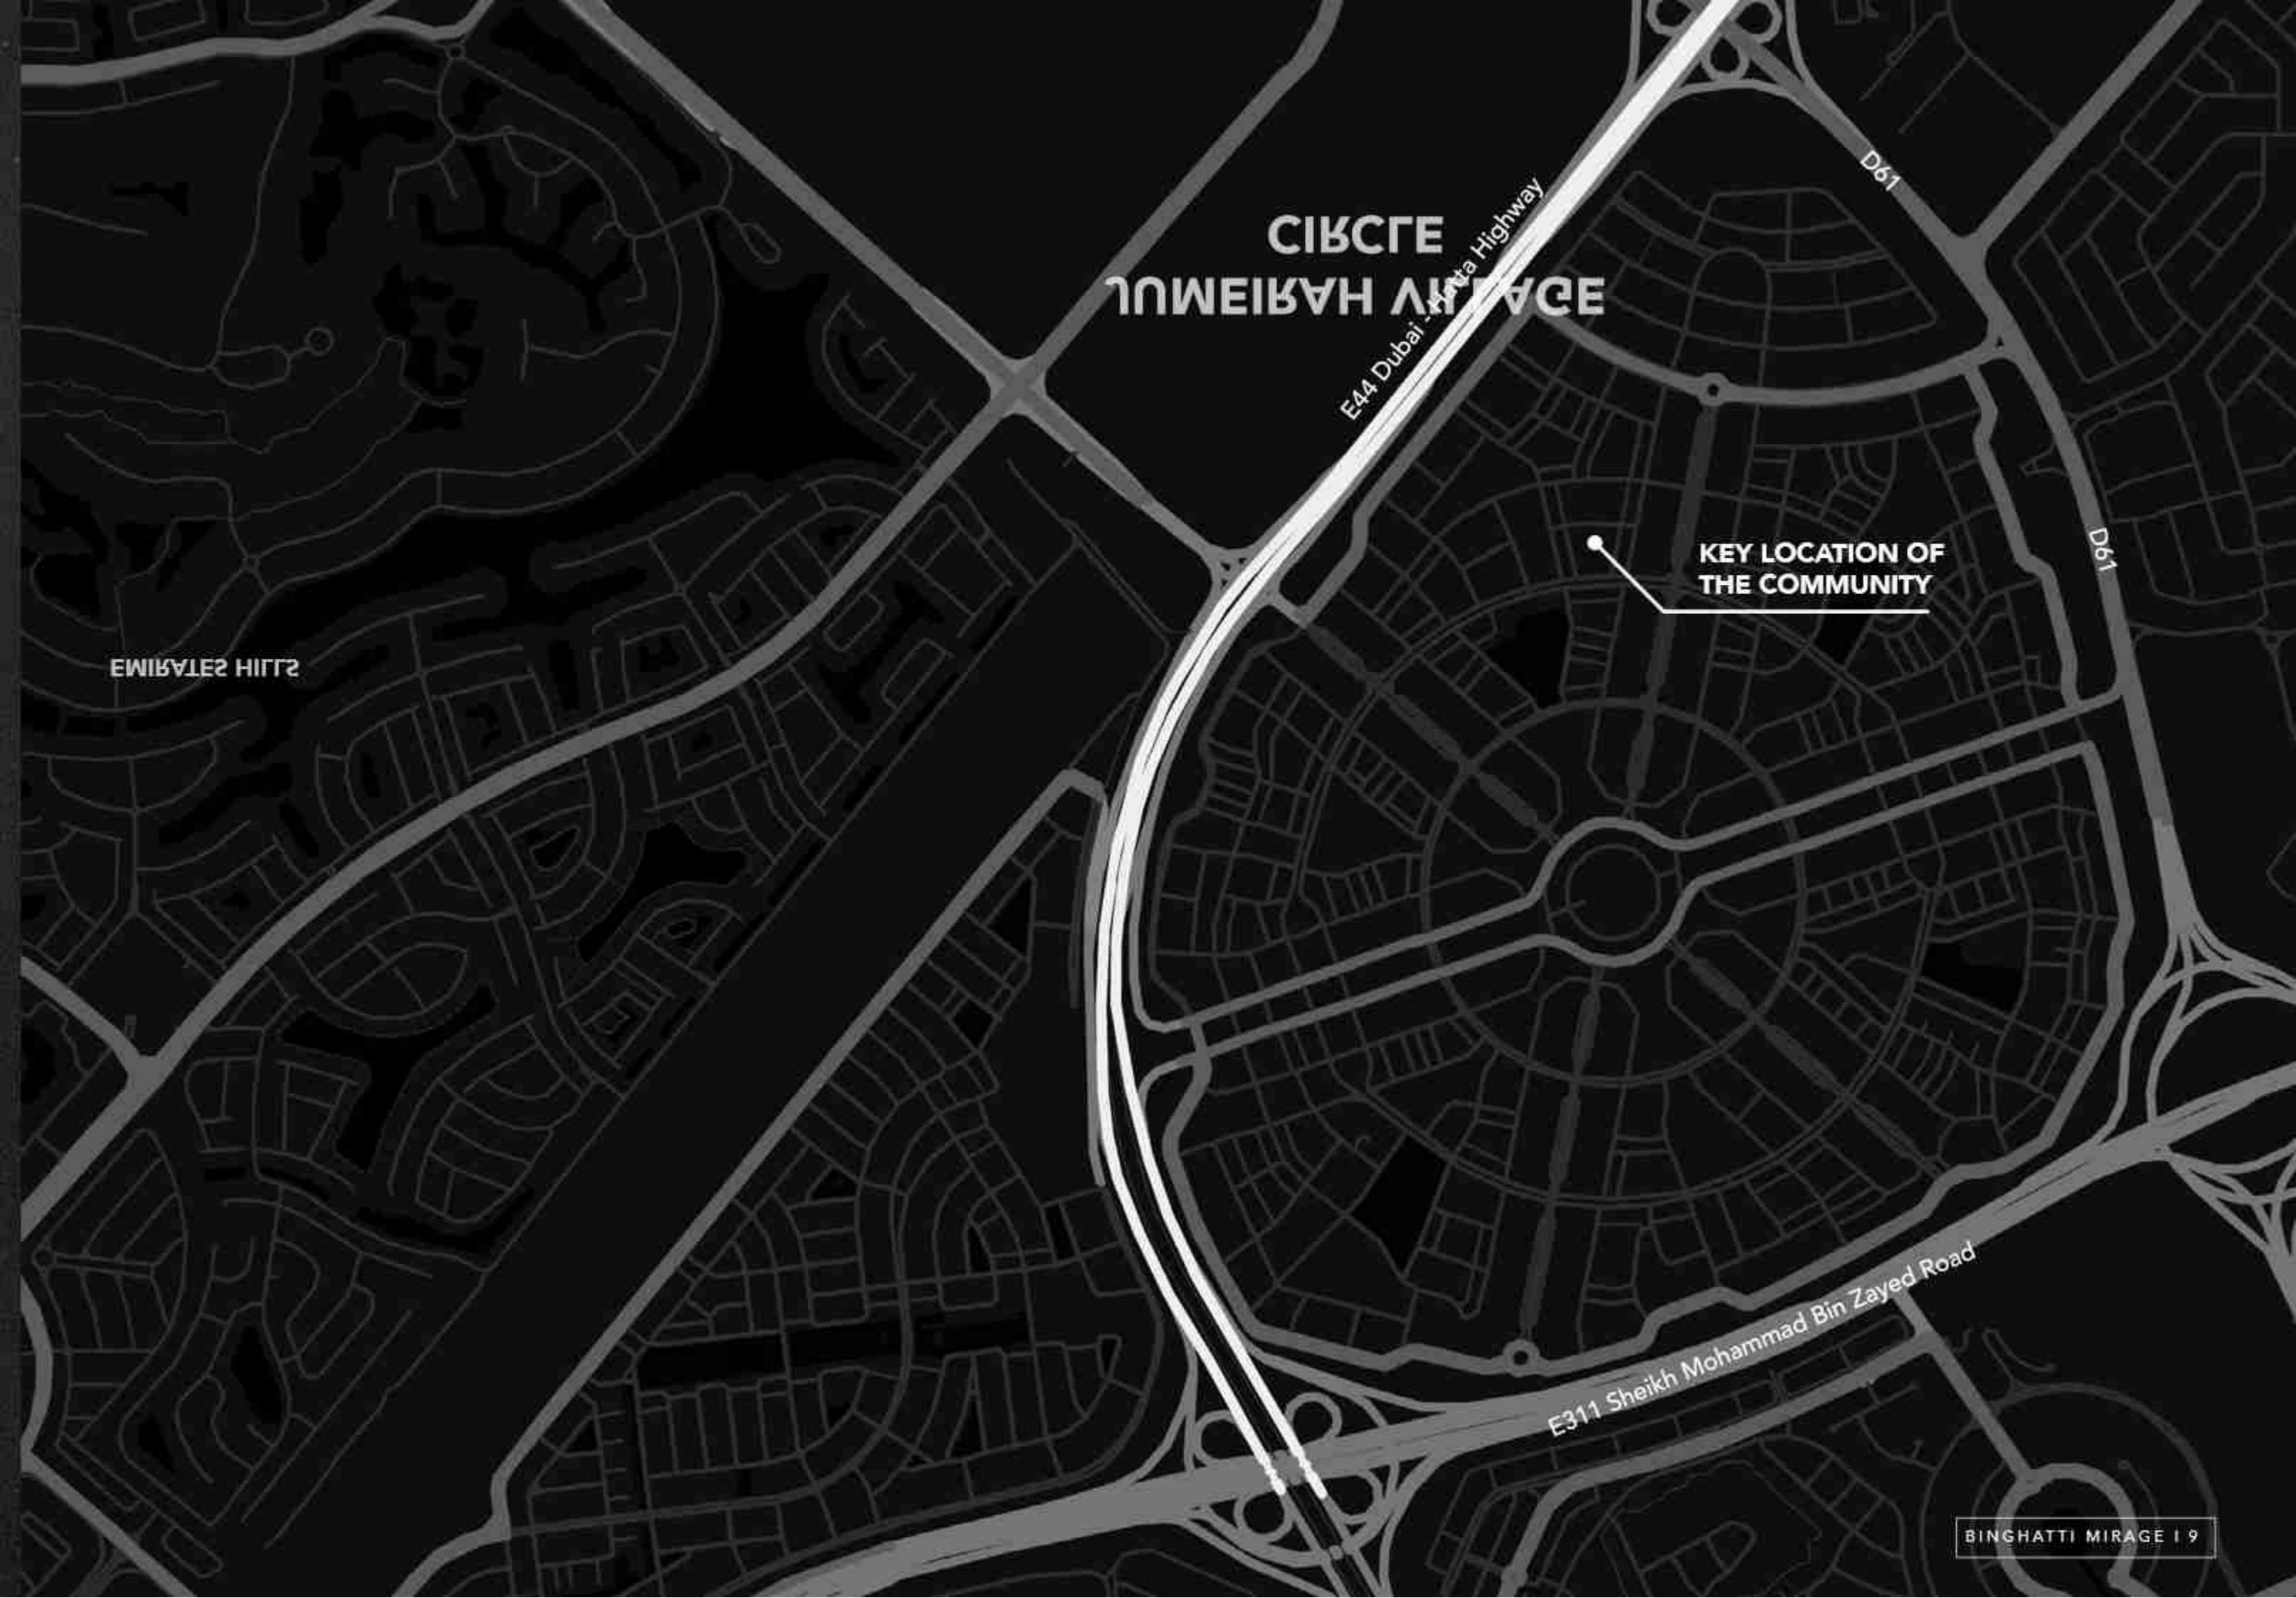 D61
CIRCLE
JUMEIRAH VILLAGE
E44 Dubai - Hatta Highway
D61
KEY LOCATION OF
THE COMMUNITY
EMIRATES HILLS
E311 Sheikh Mohammad Bin Zayed Road
BINGHATTI MIRAGE | 9